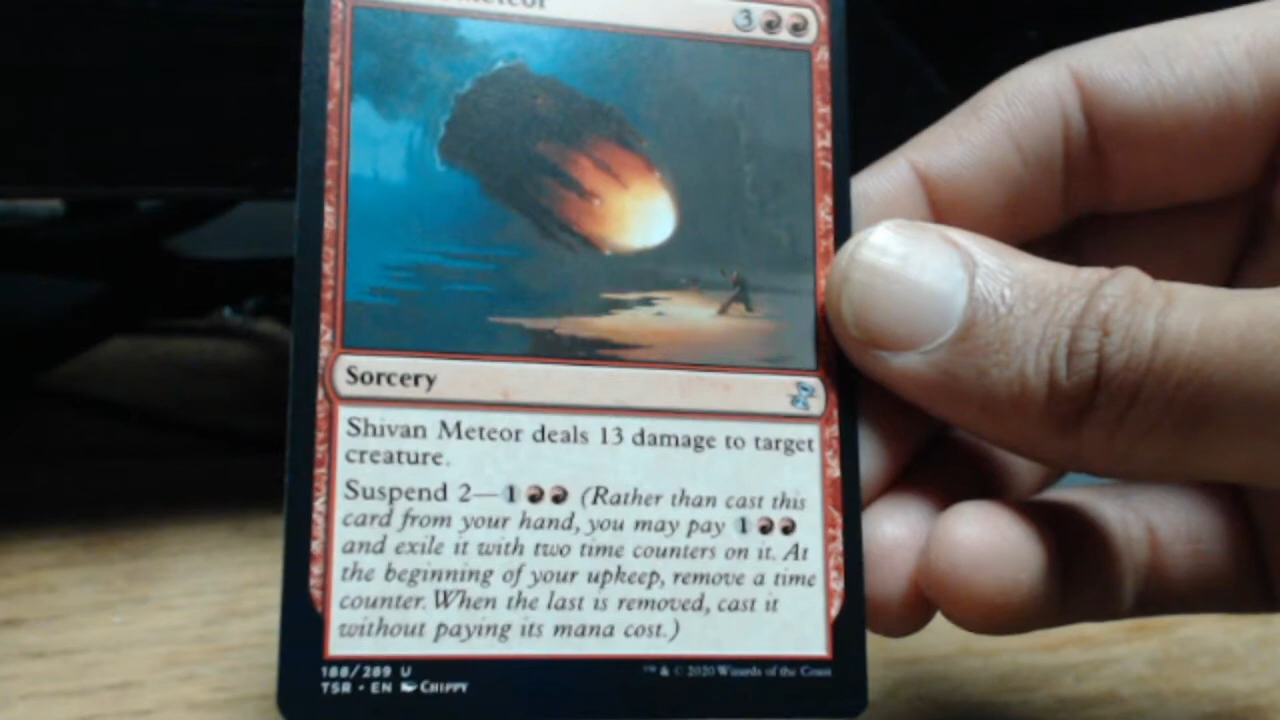 Meteor
3
Sorcery
Shivan Meteor deals 13 damage to target
creature.
Suspend 2—1 (Rather than cast this
card from your hand, you may pay 1
and exile it with two time counters on it. At
the beginning of your upkeep, remove a time
counter. When the last is removed, cast it
without paying its mana cost.)
188/289 U
™ & © 2020 Wizards of the Coast
TSR • EN CHIPPY